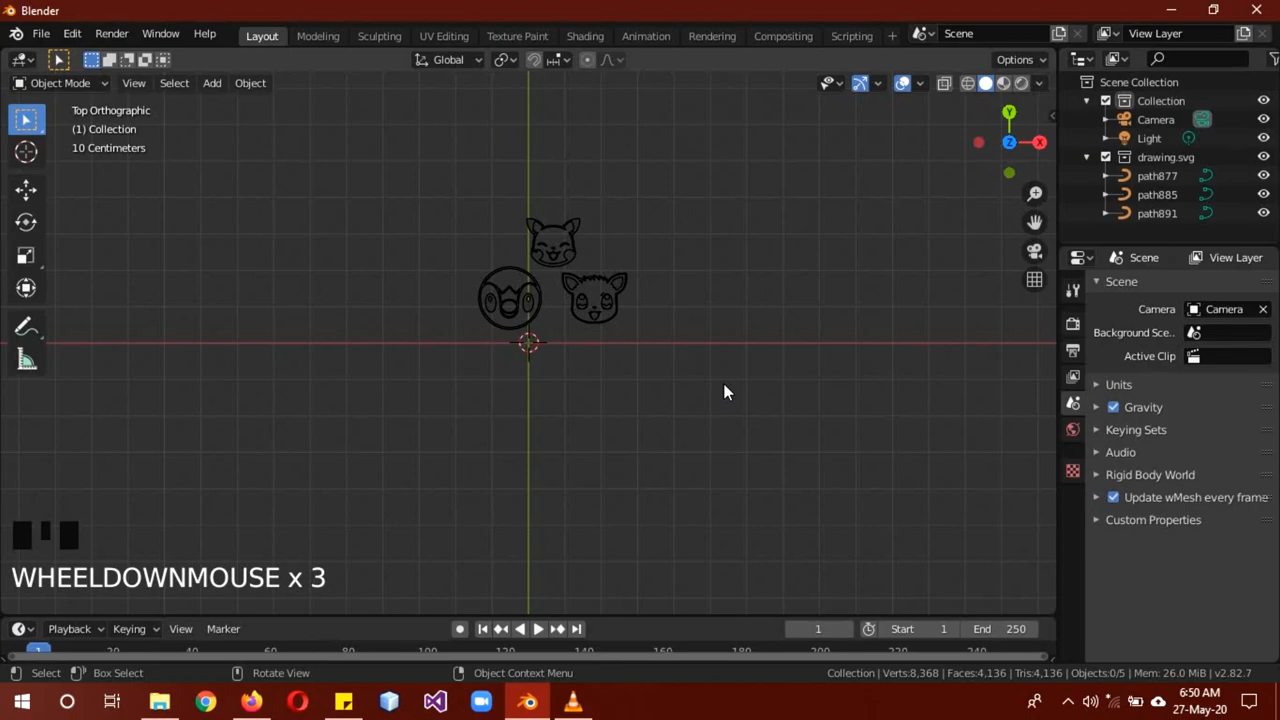 Blender
File Edit Render Window Help Layout Modeling Sculpting UV Editing Texture Paint Shading Animation Rendering Compositing Scripting + Scene View Layer
Global Options
Object Mode View Select Add Object
Top Orthographic
(1) Collection
10 Centimeters
Y
Z X
Scene Collection
Collection
Camera
Light
drawing.svg
path877
path885
path891
Scene View Layer
Scene
Camera Camera
Background Sce..
Active Clip
Units
Gravity
Keying Sets
Audio
Rigid Body World
Update wMesh every frame
Custom Properties
WHEELDOWNMOUSE x 3
Playback Keying View Marker 1 Start 1 End 250
Select Box Select Rotate View Object Context Menu Collection | Verts:8,368 | Faces:4,136 | Tris:4,136 | Objects:0/5 | Mem: 26.0 MiB | v2.82.7
6:50 AM
27-May-20